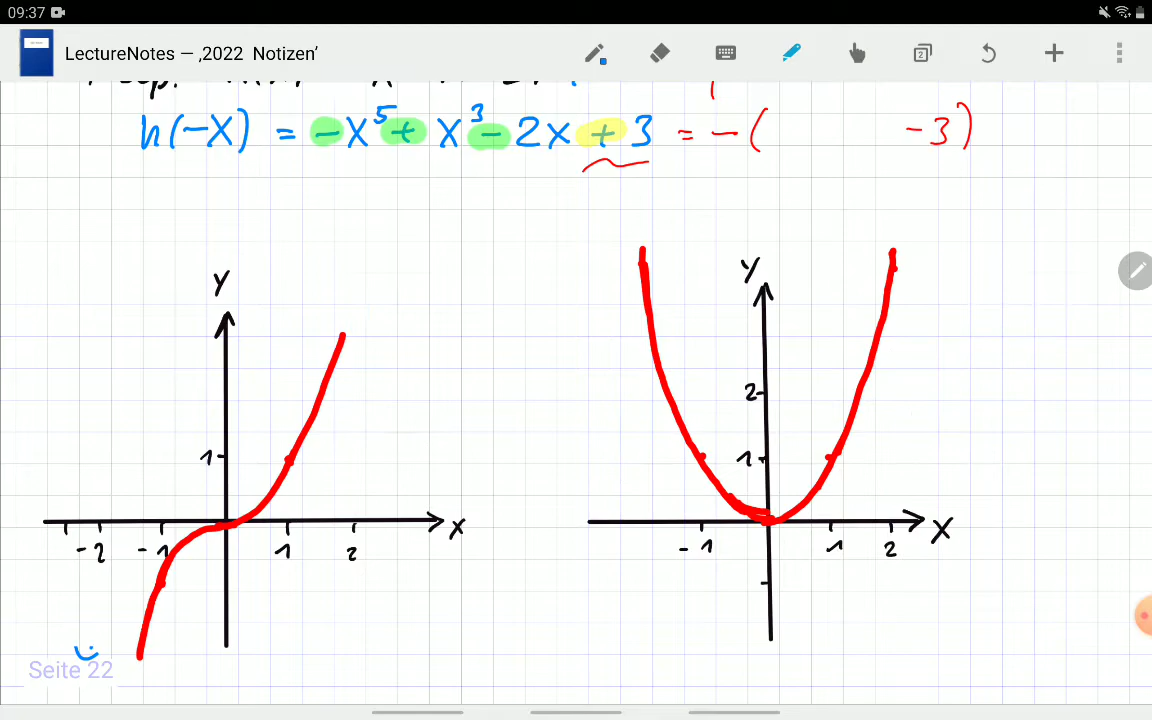 09:37
LectureNotes — ‚2022 Notizen’
2
h(-x) = -x⁵ + x³ - 2x + 3 = -( -3)
Y
Y
2
1
1
x
X
-2 -1 1 2
-1 1 2
Seite 22